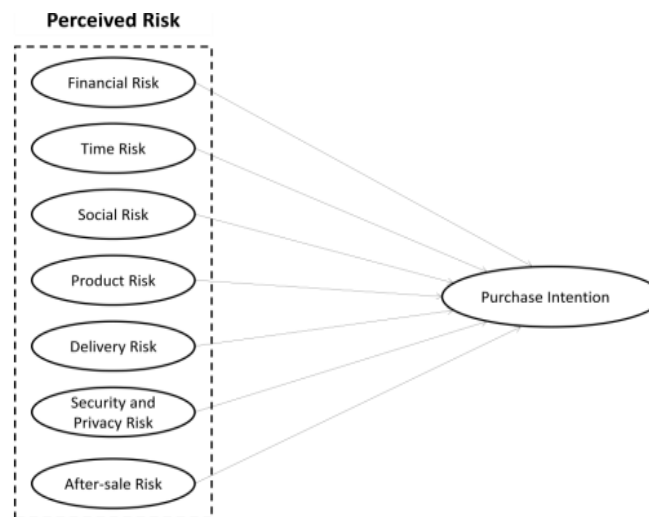 Perceived Risk
Financial Risk
Time Risk
Social Risk
Product Risk
Purchase Intention
Delivery Risk
Security and
Privacy Risk
After-sale Risk